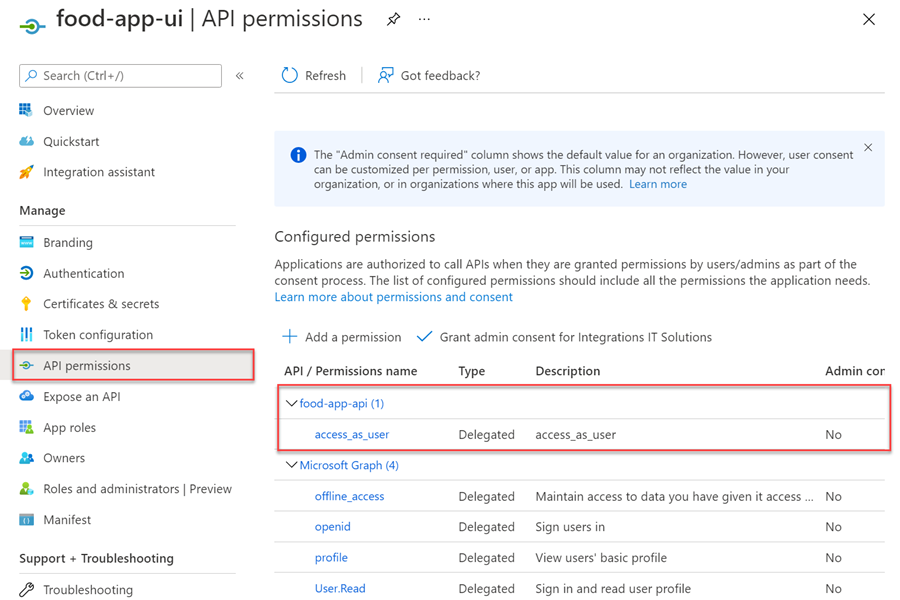 food-app-ui | API permissions ...
Search (Ctrl+/) «
Overview
Quickstart
Integration assistant
Manage
Branding
Authentication
Certificates & secrets
Token configuration
API permissions
Expose an API
App roles
Owners
Roles and administrators | Preview
Manifest
Support + Troubleshooting
Troubleshooting
Refresh | Got feedback?
The "Admin consent required" column shows the default value for an organization. However, user consent
can be customized per permission, user, or app. This column may not reflect the value in your
organization, or in organizations where this app will be used. Learn more
Configured permissions
Applications are authorized to call APIs when they are granted permissions by users/admins as part of the
consent process. The list of configured permissions should include all the permissions the application needs.
Learn more about permissions and consent
Add a permission Grant admin consent for Integrations IT Solutions
API / Permissions name Type Description Admin con
food-app-api (1)
access_as_user Delegated access_as_user No
Microsoft Graph (4)
offline_access Delegated Maintain access to data you have given it access ... No
openid Delegated Sign users in No
profile Delegated View users' basic profile No
User.Read Delegated Sign in and read user profile No